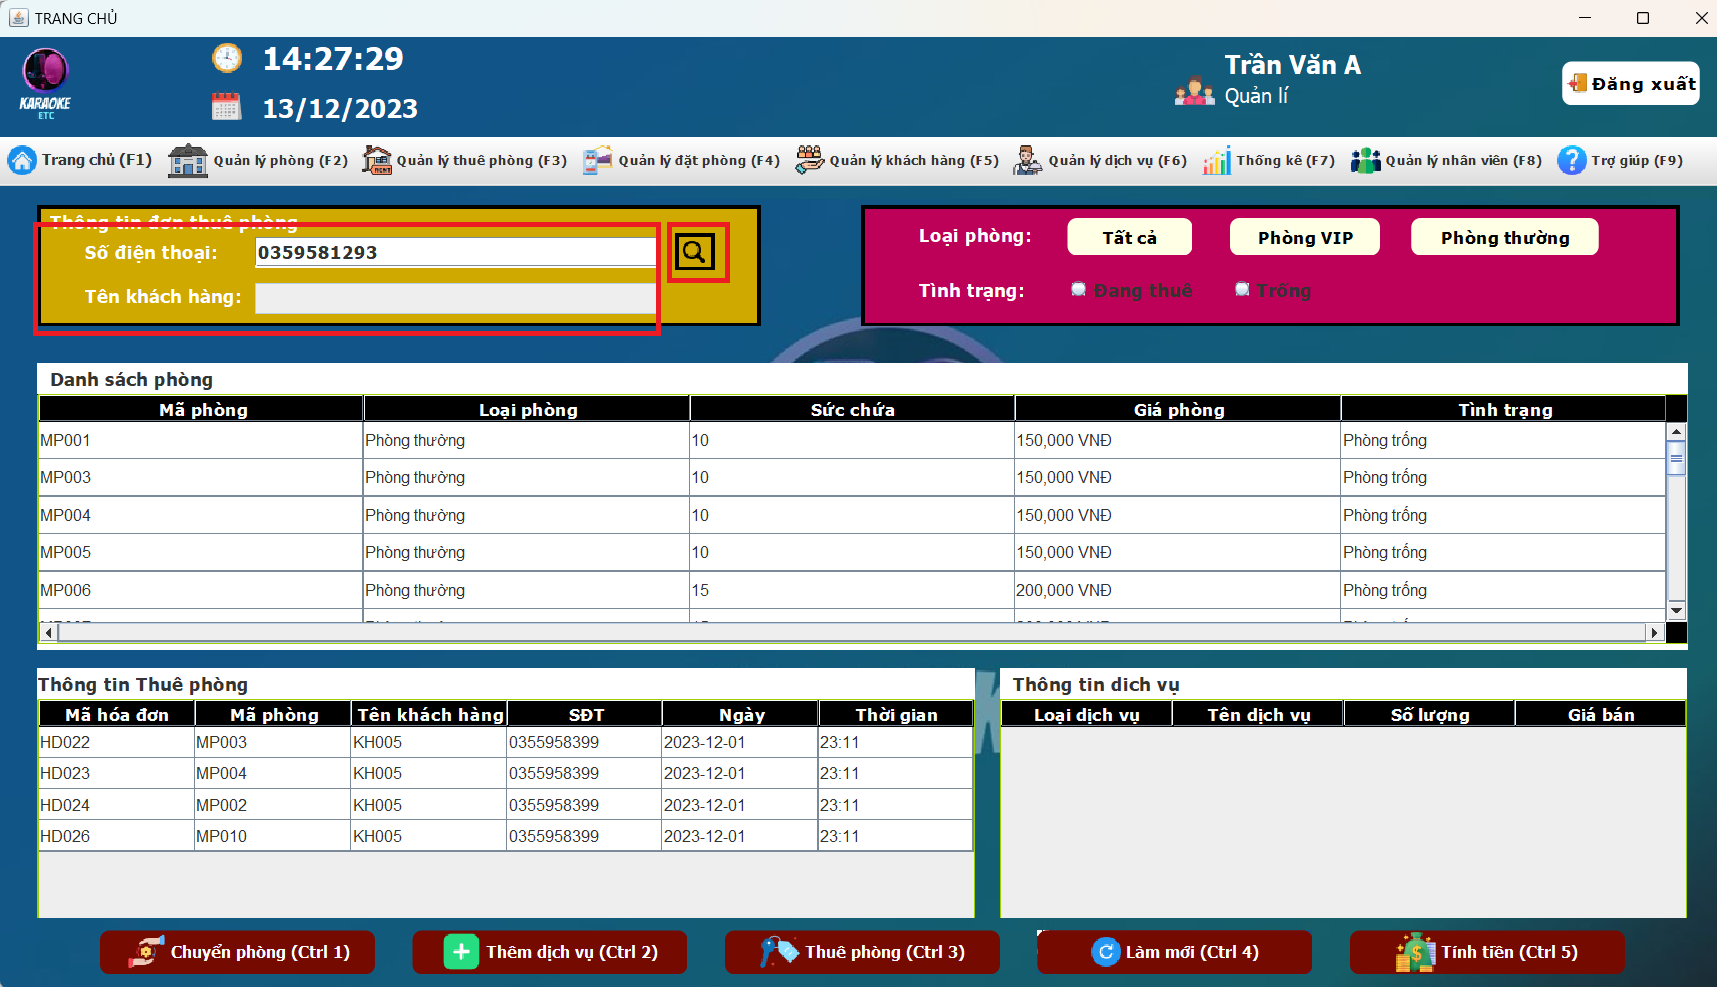 TRANG CHỦ
KARAOKE
ETC
14:27:29
13/12/2023
Trần Văn A
Quản lí
Đăng xuất
Trang chủ (F1) Quản lý phòng (F2) Quản lý thuê phòng (F3) Quản lý đặt phòng (F4) Quản lý khách hàng (F5) Quản lý dịch vụ (F6) Thống kê (F7) Quản lý nhân viên (F8) Trợ giúp (F9)
Thông tin đơn thuê phòng
Số điện thoại: 0359581293
Tên khách hàng:
Loại phòng: Tất cả Phòng VIP Phòng thường
Tình trạng: Đang thuê Trống
Danh sách phòng
Mã phòng Loại phòng Sức chứa Giá phòng Tình trạng
MP001 Phòng thường 10 150,000 VNĐ Phòng trống
MP003 Phòng thường 10 150,000 VNĐ Phòng trống
MP004 Phòng thường 10 150,000 VNĐ Phòng trống
MP005 Phòng thường 10 150,000 VNĐ Phòng trống
MP006 Phòng thường 15 200,000 VNĐ Phòng trống
Thông tin Thuê phòng
Mã hóa đơn Mã phòng Tên khách hàng SĐT Ngày Thời gian
HD022 MP003 KH005 0355958399 2023-12-01 23:11
HD023 MP004 KH005 0355958399 2023-12-01 23:11
HD024 MP002 KH005 0355958399 2023-12-01 23:11
HD026 MP010 KH005 0355958399 2023-12-01 23:11
Thông tin dich vụ
Loại dịch vụ Tên dịch vụ Số lượng Giá bán
Chuyển phòng (Ctrl 1) Thêm dịch vụ (Ctrl 2) Thuê phòng (Ctrl 3) Làm mới (Ctrl 4) Tính tiền (Ctrl 5)